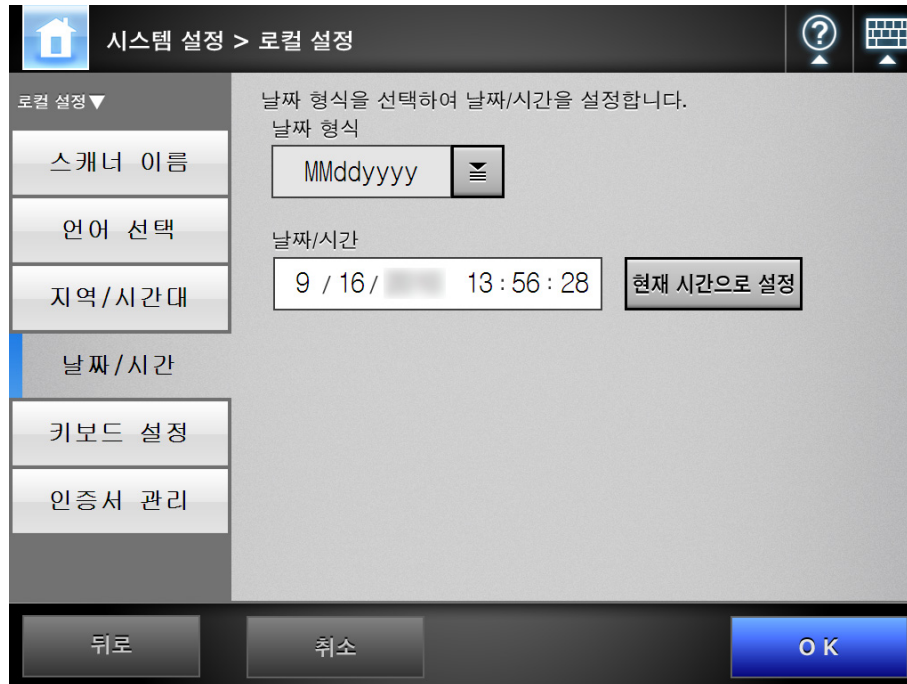 시스템 설정 > 로컬 설정
로컬 설정▼
스캐너 이름
언어 선택
지역/시간대
날짜/시간
키보드 설정
인증서 관리
날짜 형식을 선택하여 날짜/시간을 설정합니다.
날짜 형식
MMddyyyy
날짜/시간
9 / 16 / 13 : 56 : 28
현재 시간으로 설정
뒤로
취소
OK